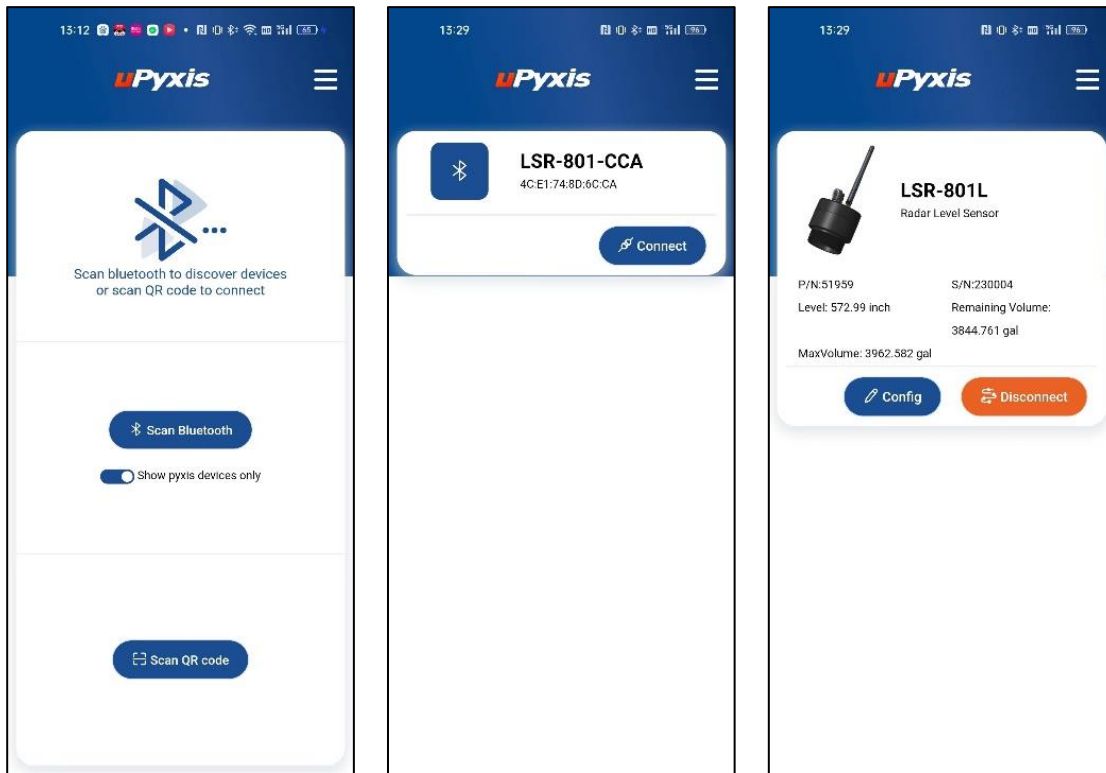 13:12
65
uPyxis
Scan bluetooth to discover devices
or scan QR code to connect
Scan Bluetooth
Show pyxis devices only
Scan QR code
13:29
96
uPyxis
LSR-801-CCA
4C:E1:74:8D:6C:CA
Connect
13:29
96
uPyxis
LSR-801L
Radar Level Sensor
P/N:51959
S/N:230004
Level: 572.99 inch
Remaining Volume:
3844.761 gal
MaxVolume: 3962.582 gal
Config
Disconnect